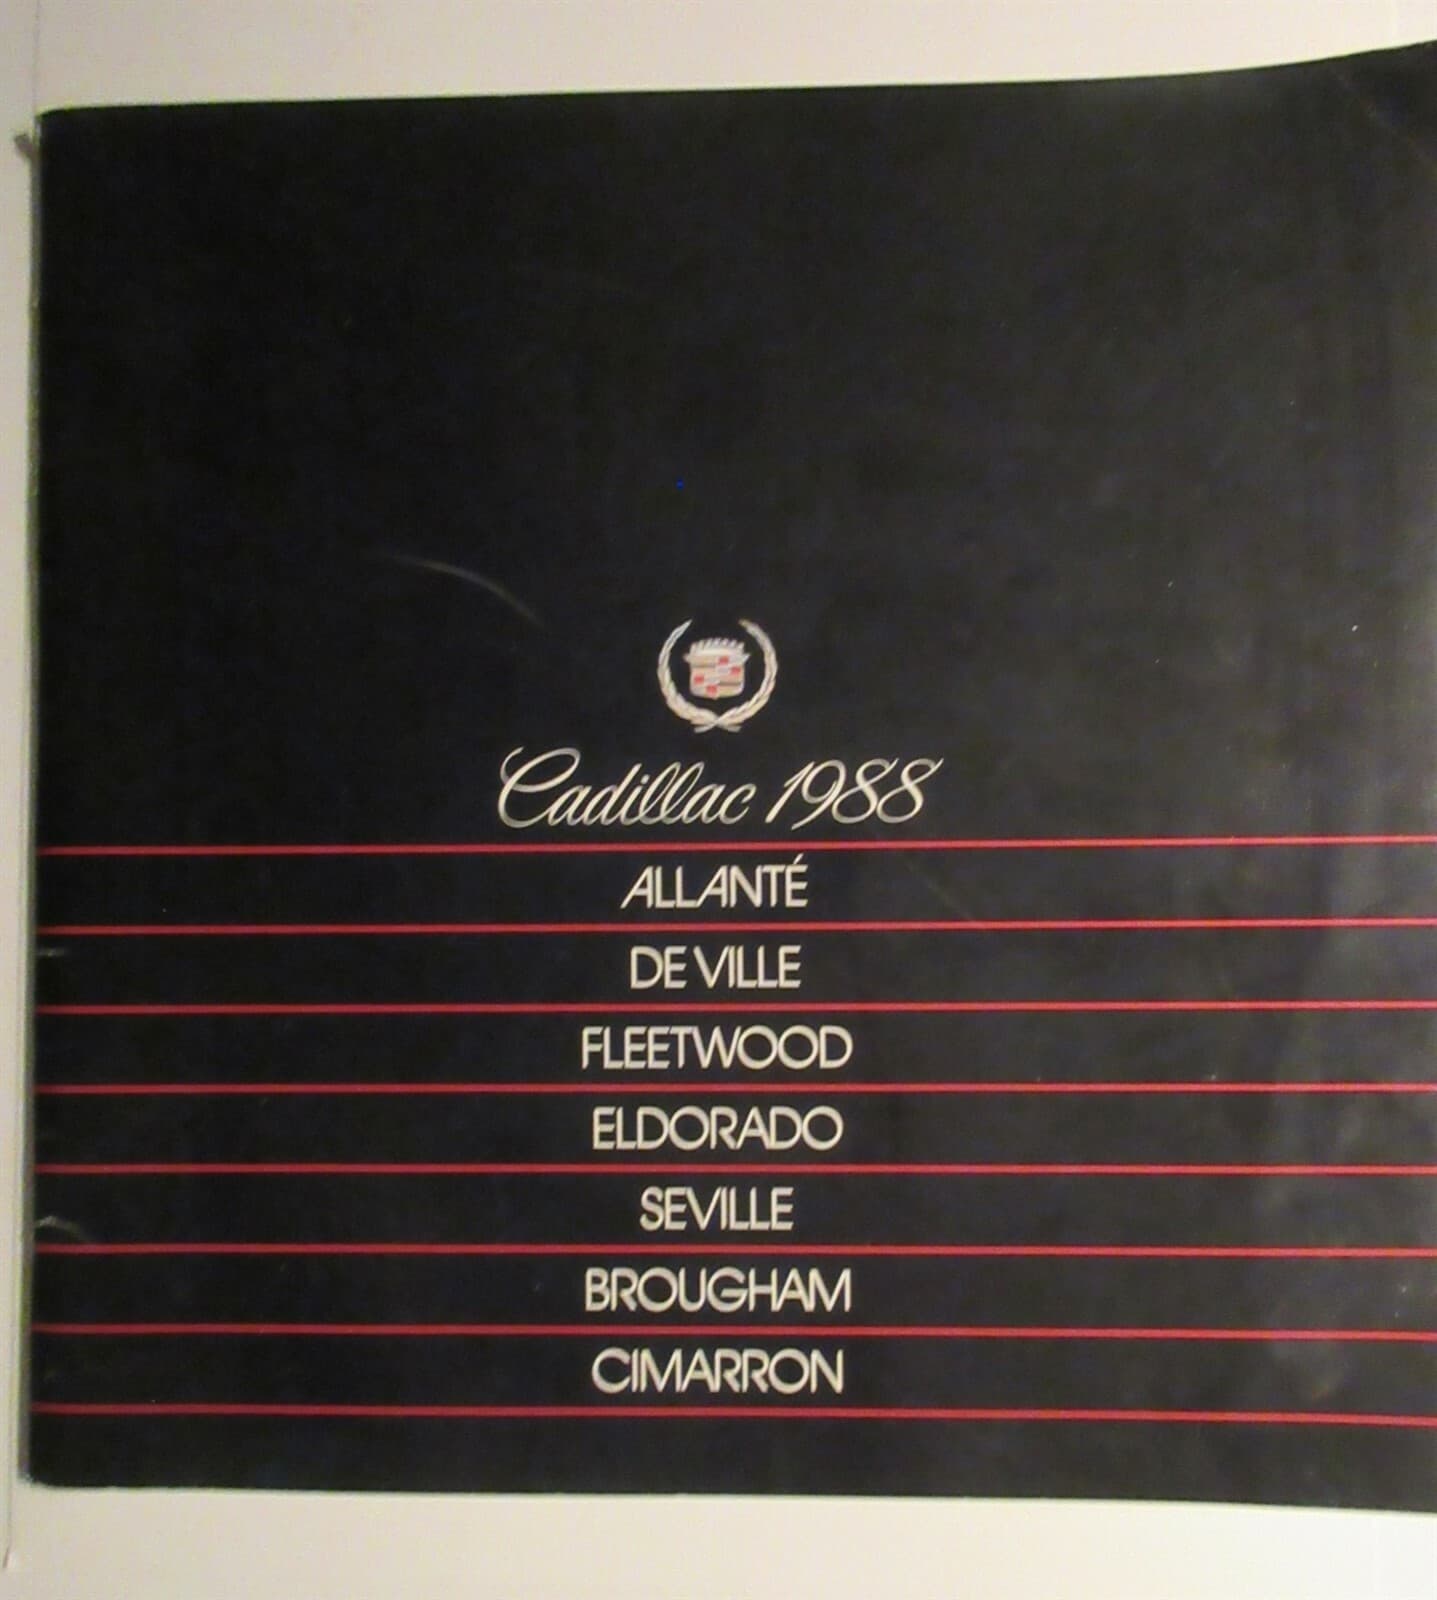 Cadillac 1988
ALLANTÉ
DE VILLE
FLEETWOOD
ELDORADO
SEVILLE
BROUGHAM
CIMARRON